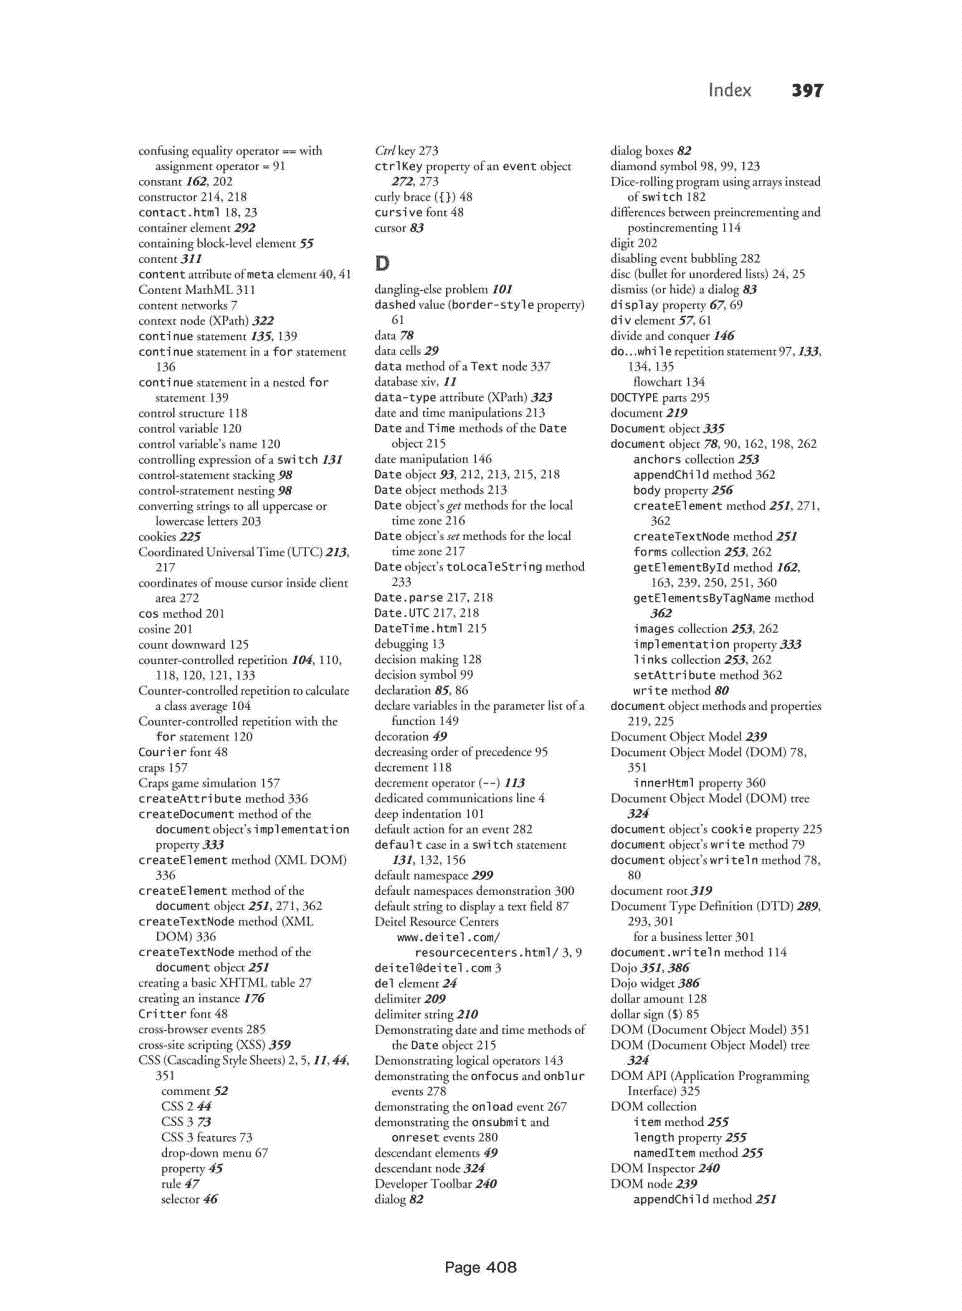 Index 397
confusing equality operator == with
assignment operator = 91
constant 162, 202
constructor 214, 218
contact.html 18, 23
container element 292
containing block-level element 55
content 311
content attribute of meta element 40, 41
Content MathML 311
content networks 7
context node (XPath) 322
continue statement 135, 139
continue statement in a for statement
136
continue statement in a nested for
statement 139
control structure 118
control variable 120
control variable's name 120
controlling expression of a switch 131
control-statement stacking 98
control-stratement nesting 98
converting strings to all uppercase or
lowercase letters 203
cookies 225
Coordinated Universal Time (UTC) 213,
217
coordinates of mouse cursor inside client
area 272
cos method 201
cosine 201
count downward 125
counter-controlled repetition 104, 110,
118, 120, 121, 133
Counter-controlled repetition to calculate
a class average 104
Counter-controlled repetition with the
for statement 120
Courier font 48
craps 157
Craps game simulation 157
createAttribute method 336
createDocument method of the
document object's implementation
property 333
createElement method (XML DOM)
336
createElement method of the
document object 251, 271, 362
createTextNode method (XML
DOM) 336
createTextNode method of the
document object 251
creating a basic XHTML table 27
creating an instance 176
Critter font 48
cross-browser events 285
cross-site scripting (XSS) 359
CSS (Cascading Style Sheets) 2, 5, 11, 44,
351
comment 52
CSS 2 44
CSS 3 73
CSS 3 features 73
drop-down menu 67
property 45
rule 47
selector 46
Ctrl key 273
ctrlKey property of an event object
272, 273
curly brace ({}) 48
cursive font 48
cursor 83
D
dangling-else problem 101
dashed value (border-style property)
61
data 78
data cells 29
data method of a Text node 337
database xiv, 11
data-type attribute (XPath) 323
date and time manipulations 213
Date and Time methods of the Date
object 215
date manipulation 146
Date object 93, 212, 213, 215, 218
Date object methods 213
Date object's get methods for the local
time zone 216
Date object's set methods for the local
time zone 217
Date object's toLocaleString method
233
Date.parse 217, 218
Date.UTC 217, 218
DateTime.html 215
debugging 13
decision making 128
decision symbol 99
declaration 85, 86
declare variables in the parameter list of a
function 149
decoration 49
decreasing order of precedence 95
decrement 118
decrement operator (--) 113
dedicated communications line 4
deep indentation 101
default action for an event 282
default case in a switch statement
131, 132, 156
default namespace 299
default namespaces demonstration 300
default string to display a text field 87
Deitel Resource Centers
www.deitel.com/
resourcecenters.html/ 3, 9
deitel@deitel.com 3
del element 24
delimiter 209
delimiter string 210
Demonstrating date and time methods of
the Date object 215
Demonstrating logical operators 143
demonstrating the onfocus and onblur
events 278
demonstrating the onload event 267
demonstrating the onsubmit and
onreset events 280
descendant elements 49
descendant node 324
Developer Toolbar 240
dialog 82
dialog boxes 82
diamond symbol 98, 99, 123
Dice-rolling program using arrays instead
of switch 182
differences between preincrementing and
postincrementing 114
digit 202
disabling event bubbling 282
disc (bullet for unordered lists) 24, 25
dismiss (or hide) a dialog 83
display property 67, 69
div element 57, 61
divide and conquer 146
do...while repetition statement 97, 133,
134, 135
flowchart 134
DOCTYPE parts 295
document 219
Document object 335
document object 78, 90, 162, 198, 262
anchors collection 253
appendChild method 362
body property 256
createElement method 251, 271,
362
createTextNode method 251
forms collection 253, 262
getElementById method 162,
163, 239, 250, 251, 360
getElementsByTagName method
362
images collection 253, 262
implementation property 333
links collection 253, 262
setAttribute method 362
write method 80
document object methods and properties
219, 225
Document Object Model 239
Document Object Model (DOM) 78,
351
innerHtml property 360
Document Object Model (DOM) tree
324
document object's cookie property 225
document object's write method 79
document object's writeln method 78,
80
document root 319
Document Type Definition (DTD) 289,
293, 301
for a business letter 301
document.writeln method 114
Dojo 351, 386
Dojo widget 386
dollar amount 128
dollar sign ($) 85
DOM (Document Object Model) 351
DOM (Document Object Model) tree
324
DOM API (Application Programming
Interface) 325
DOM collection
item method 255
length property 255
namedItem method 255
DOM Inspector 240
DOM node 239
appendChild method 251
Page 408